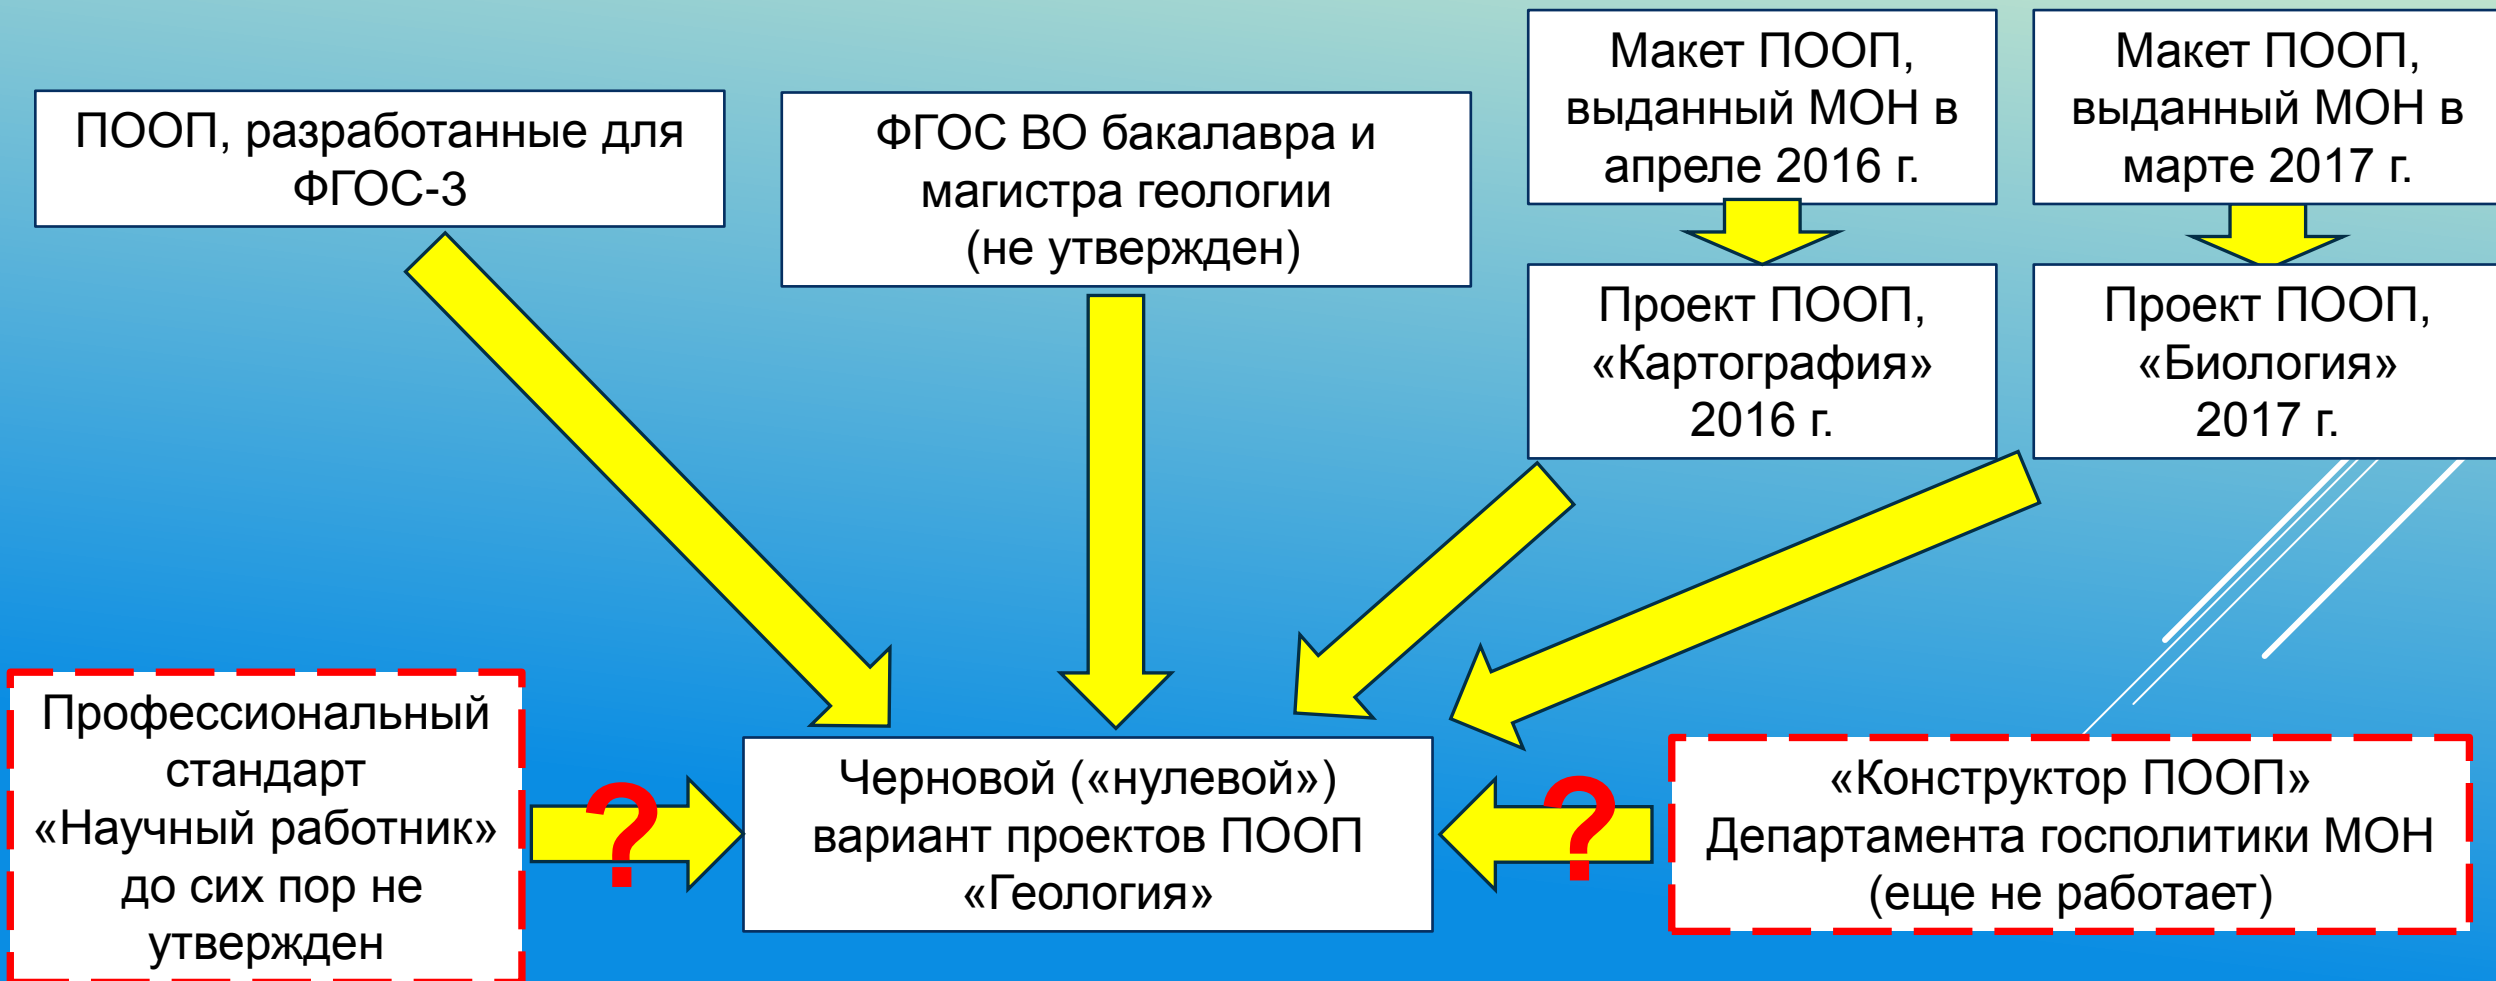 ПООП, разработанные для
ФГОС-3
ФГОС ВО бакалавра и
магистра геологии
(не утвержден)
Макет ПООП,
выданный МОН в
апреле 2016 г.
Макет ПООП,
выданный МОН в
марте 2017 г.
Проект ПООП,
«Картография»
2016 г.
Проект ПООП,
«Биология»
2017 г.
Профессиональный
стандарт
«Научный работник»
до сих пор не
утвержден
?
Черновой («нулевой»)
вариант проектов ПООП
«Геология»
?
«Конструктор ПООП»
Департамента госполитики МОН
(еще не работает)